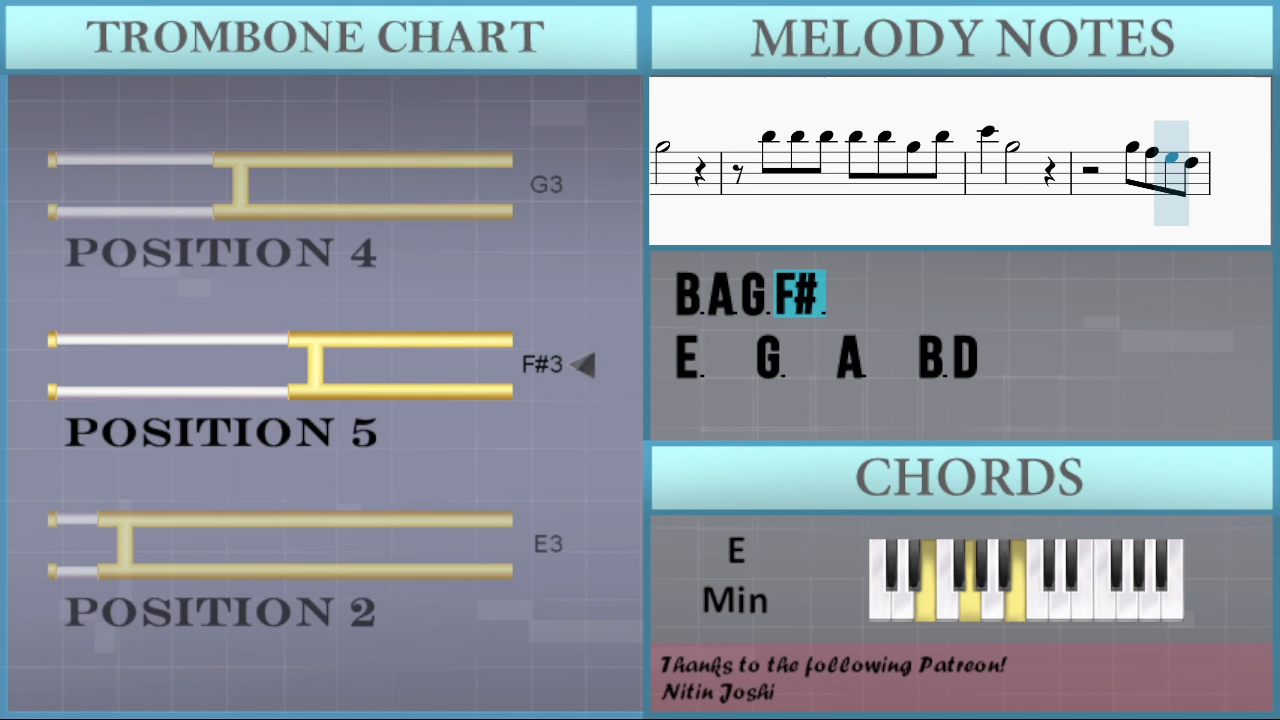 TROMBONE CHART
G3
POSITION 4
F#3
POSITION 5
E3
POSITION 2
MELODY NOTES
B.A.G.F#.
E. G. A. B.D
CHORDS
E
Min
Thanks to the following Patreon!
Nitin Joshi